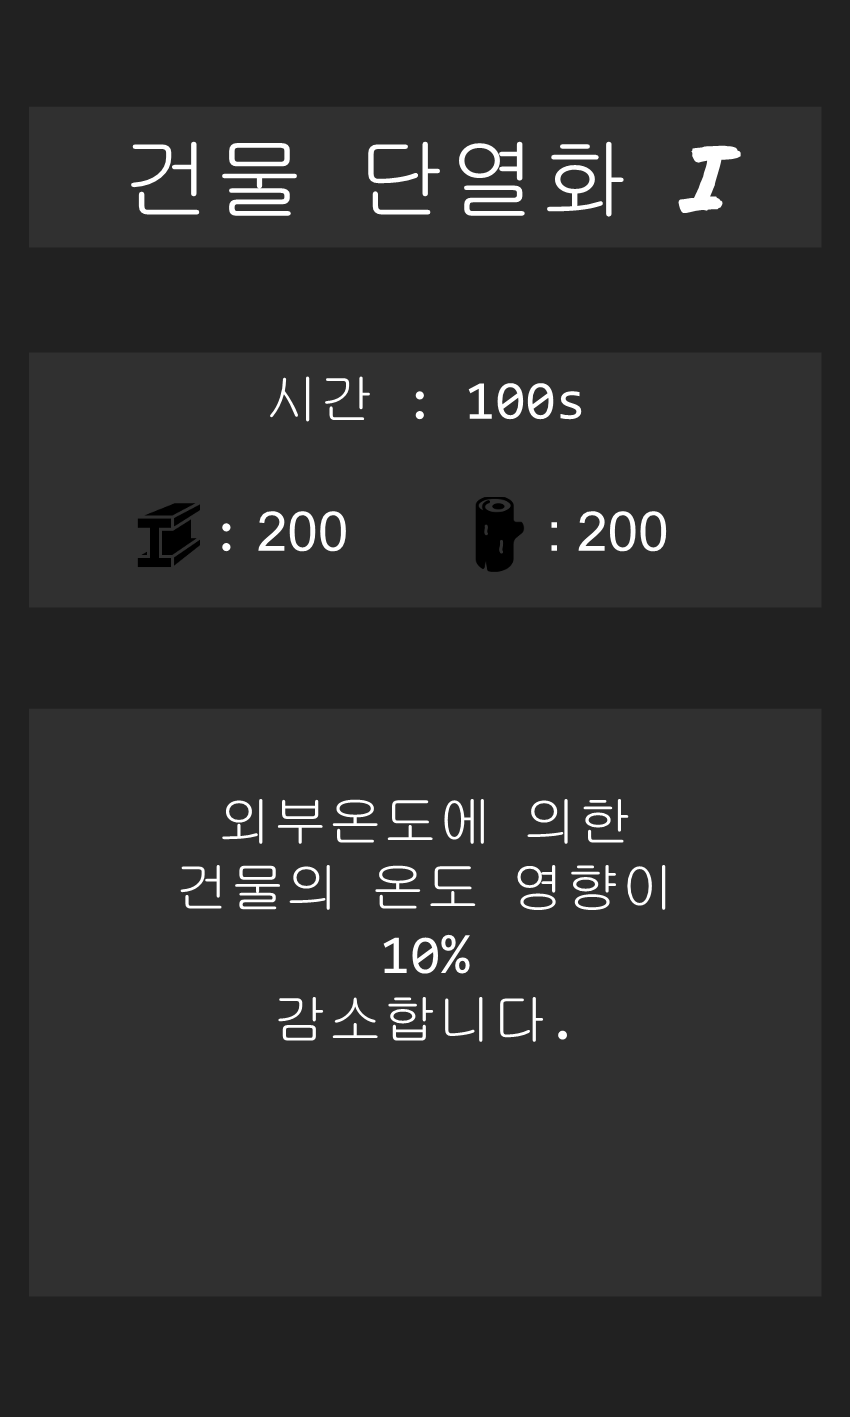 건물 단열화 I
시간 : 100s
: 200 : 200
외부온도에 의한
건물의 온도 영향이
10%
감소합니다.